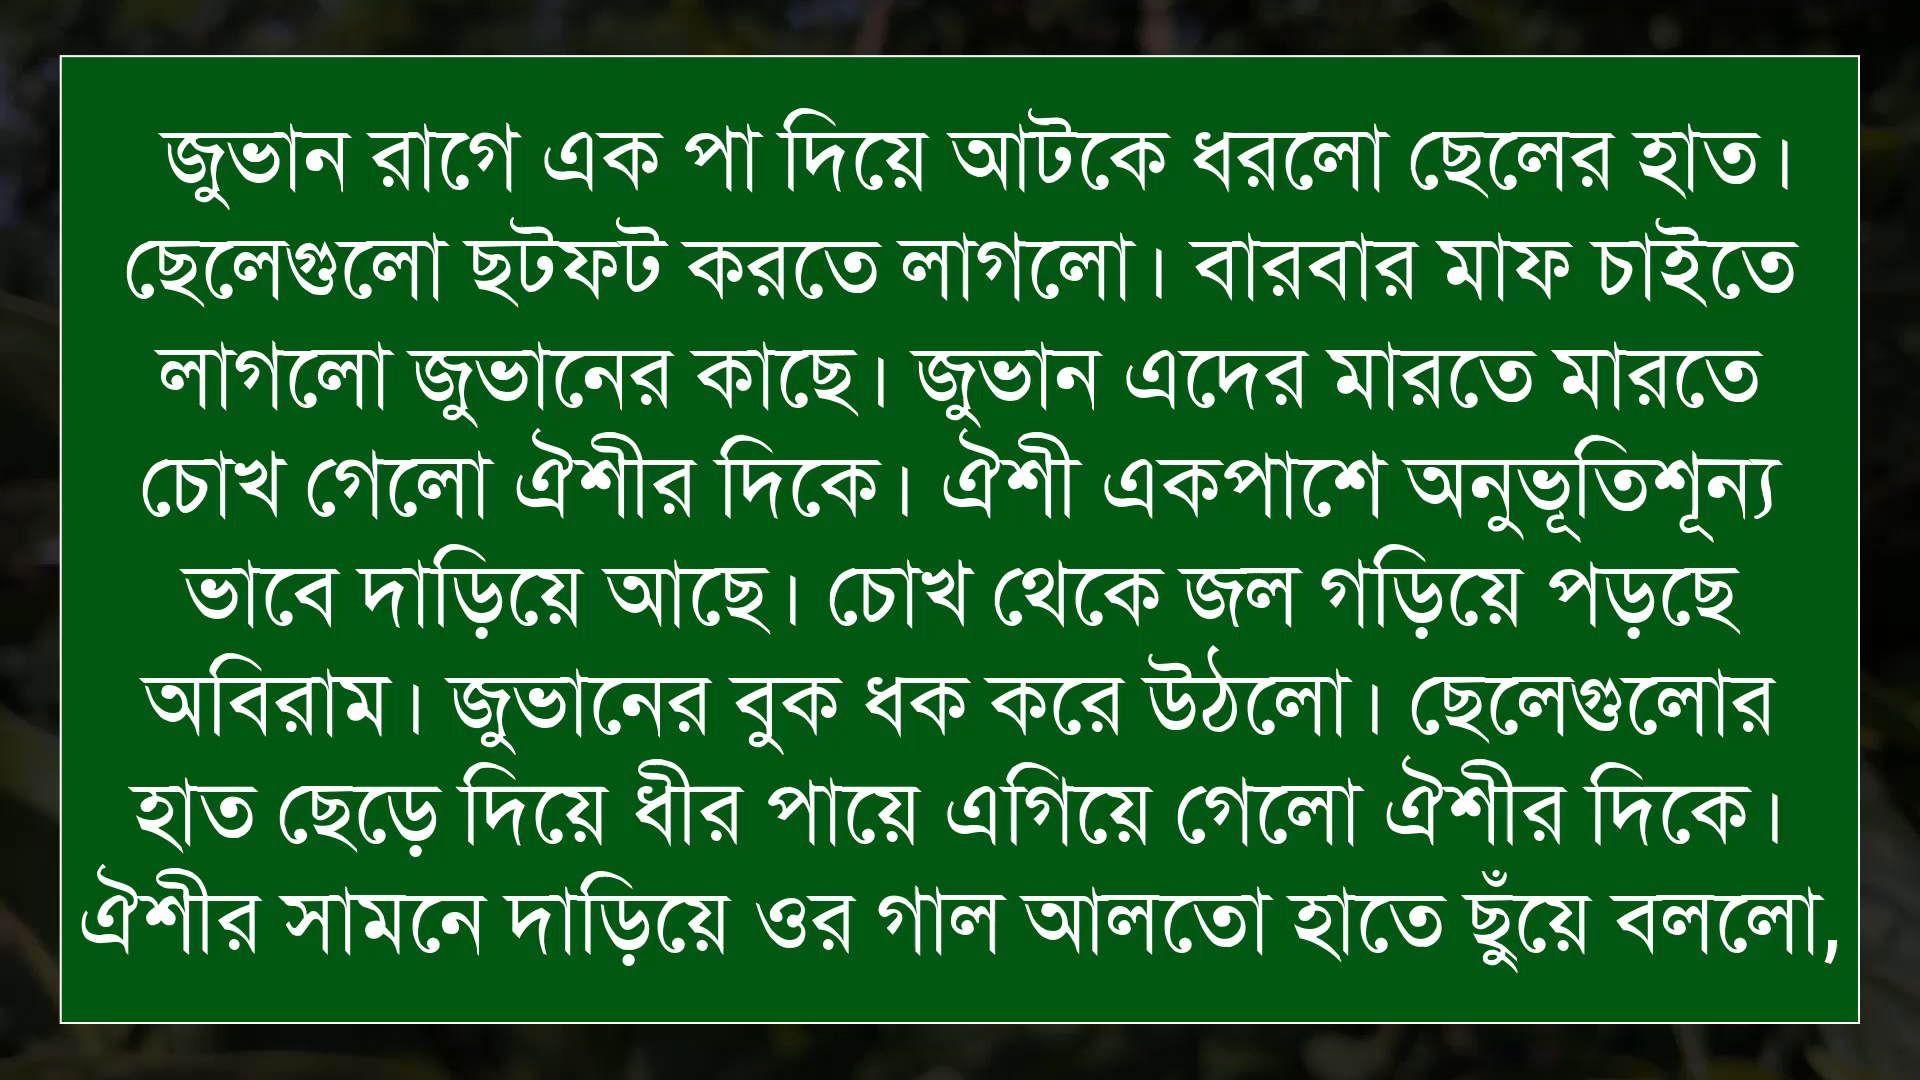 জুভান রাগে এক পা দিয়ে আটকে ধরলো ছেলের হাত।
ছেলেগুলো ছটফট করতে লাগলো। বারবার মাফ চাইতে
লাগলো জুভানের কাছে। জুভান এদের মারতে মারতে
চোখ গেলো ঐশীর দিকে। ঐশী একপাশে অনুভূতিশূন্য
ভাবে দাড়িয়ে আছে। চোখ থেকে জল গড়িয়ে পড়ছে
অবিরাম। জুভানের বুক ধক করে উঠলো। ছেলেগুলোর
হাত ছেড়ে দিয়ে ধীর পায়ে এগিয়ে গেলো ঐশীর দিকে।
ঐশীর সামনে দাড়িয়ে ওর গাল আলতো হাতে ছুঁয়ে বললো,